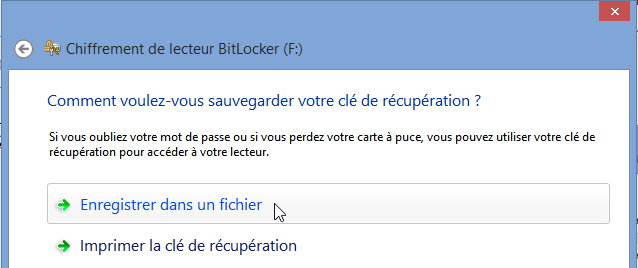 Chiffrement de lecteur BitLocker (F:)
Comment voulez-vous sauvegarder votre clé de récupération ?
Si vous oubliez votre mot de passe ou si vous perdez votre carte à puce, vous pouvez utiliser votre clé de
récupération pour accéder à votre lecteur.
Enregistrer dans un fichier
Imprimer la clé de récupération